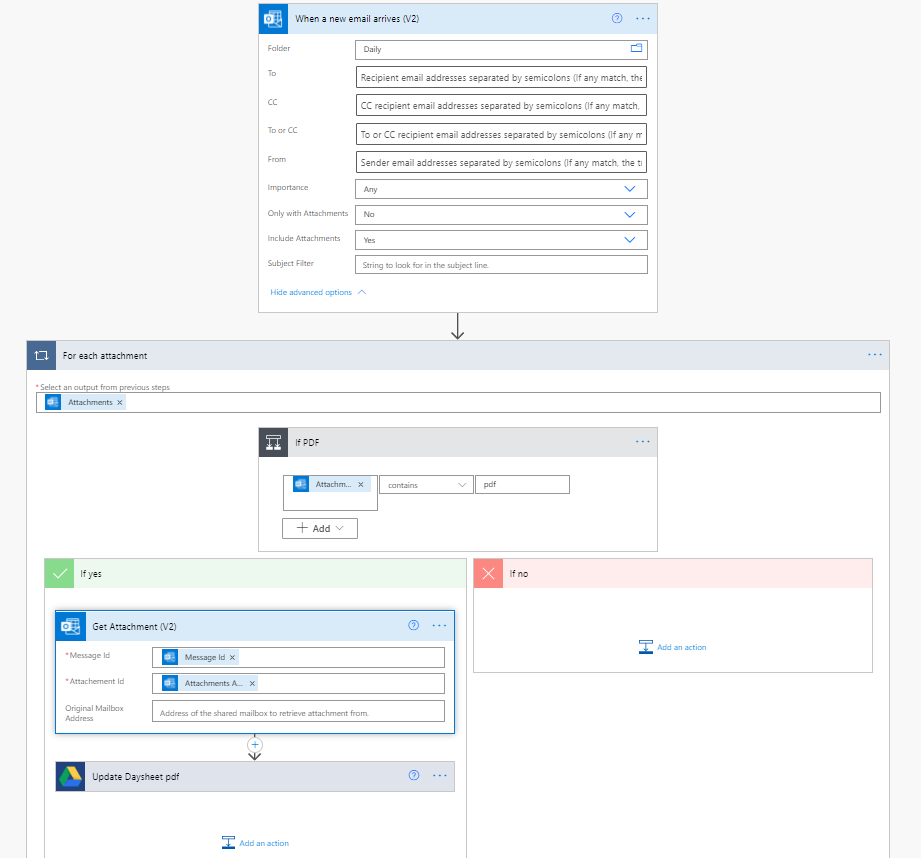 When a new email arrives (V2)
Folder
Daily
To
Recipient email addresses separated by semicolons (If any match, the
CC
CC recipient email addresses separated by semicolons (If any match,
To or CC
To or CC recipient email addresses separated by semicolons (If any m
From
Sender email addresses separated by semicolons (If any match, the t
Importance
Any
Only with Attachments
No
Include Attachments
Yes
Subject Filter
String to look for in the subject line.
Hide advanced options
For each attachment
* Select an output from previous steps
Attachments ×
If PDF
Attachm... ×
contains
pdf
+ Add
If yes
If no
Get Attachment (V2)
Add an action
* Message Id
Message Id ×
* Attachement Id
Attachments A... ×
Original Mailbox
Address
Address of the shared mailbox to retrieve attachment from.
Update Daysheet pdf
Add an action